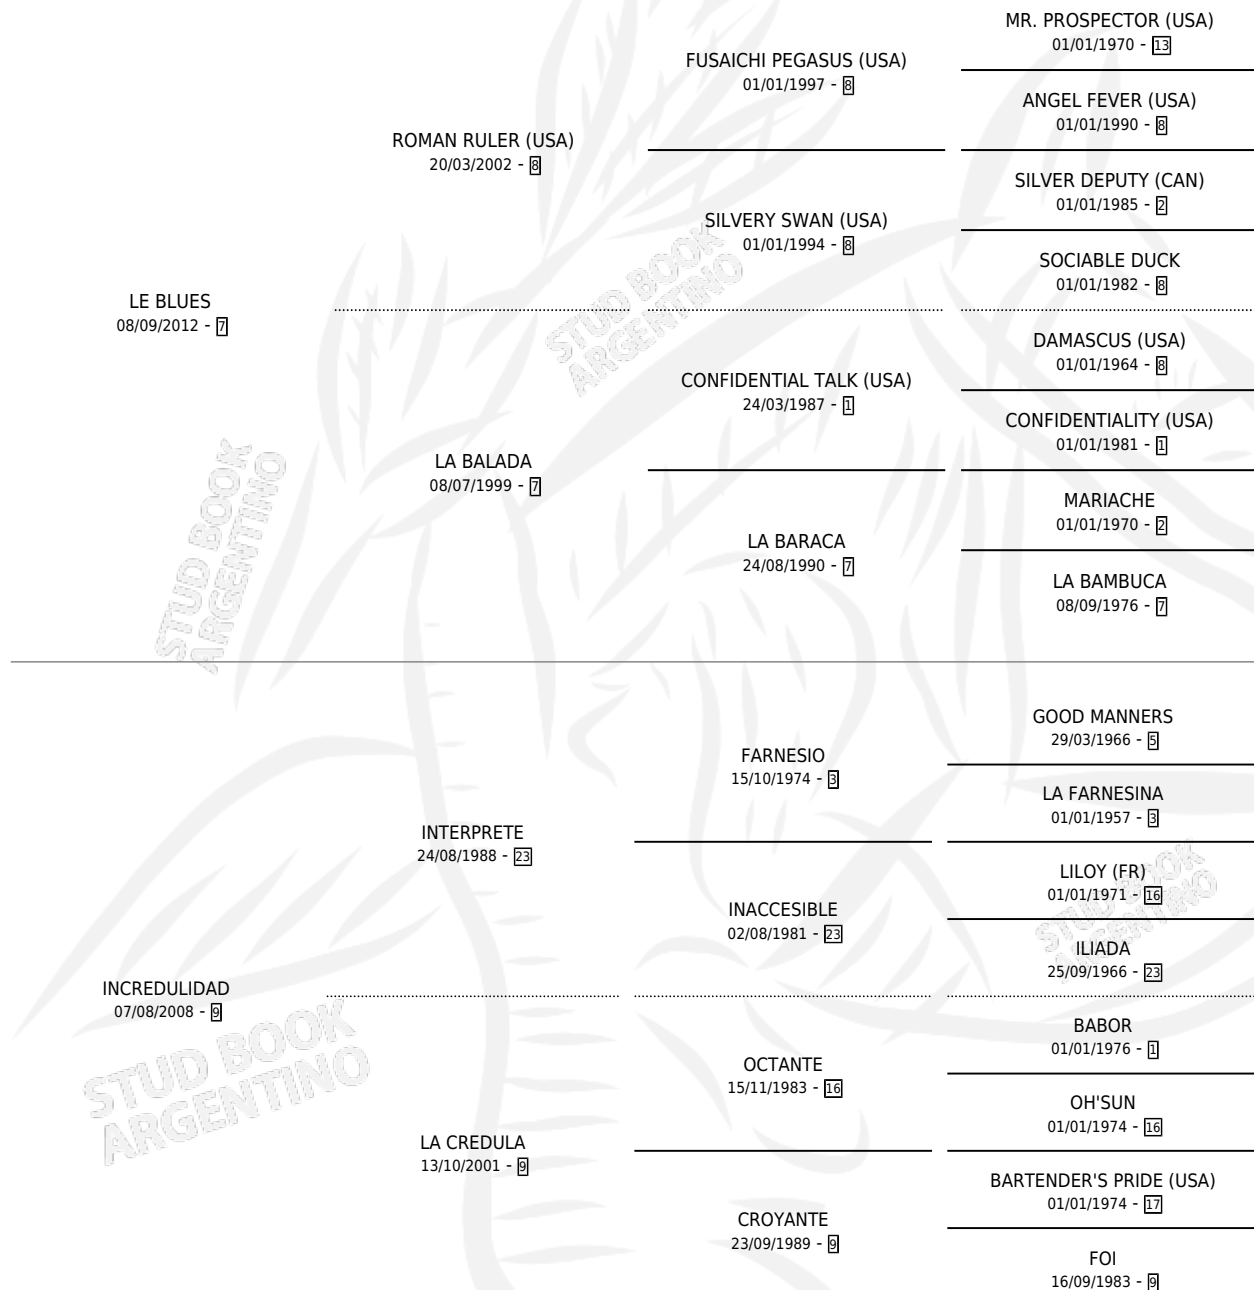 MR. PROSPECTOR (USA)
01/01/1970 - 13
FUSAICHI PEGASUS (USA)
01/01/1997 - 8
ANGEL FEVER (USA)
01/01/1990 - 8
ROMAN RULER (USA)
20/03/2002 - 8
SILVER DEPUTY (CAN)
01/01/1985 - 2
SILVERY SWAN (USA)
01/01/1994 - 8
SOCIABLE DUCK
01/01/1982 - 8
STUD BOOK
ARGENTINO
LE BLUES
08/09/2012 - 7
DAMASCUS (USA)
01/01/1964 - 8
CONFIDENTIAL TALK (USA)
24/03/1987 - 1
CONFIDENTIALITY (USA)
01/01/1981 - 1
LA BALADA
08/07/1999 - 7
MARIACHE
01/01/1970 - 2
LA BARACA
24/08/1990 - 7
LA BAMBUCA
08/09/1976 - 7
STUD BOOK
ARGENTINO
GOOD MANNERS
29/03/1966 - 5
FARNESIO
15/10/1974 - 3
LA FARNESINA
01/01/1957 - 3
INTERPRETE
24/08/1988 - 23
LILOY (FR)
01/01/1971 - 16
INACCESIBLE
02/08/1981 - 23
ILIADA
25/09/1966 - 23
STUD BOOK
ARGENTINO
INCREDULIDAD
07/08/2008 - 9
BABOR
01/01/1976 - 1
OCTANTE
15/11/1983 - 16
OH'SUN
01/01/1974 - 16
STUD BOOK
ARGENTINO
LA CREDULA
13/10/2001 - 9
BARTENDER'S PRIDE (USA)
01/01/1974 - 17
CROYANTE
23/09/1989 - 9
FOI
16/09/1983 - 9